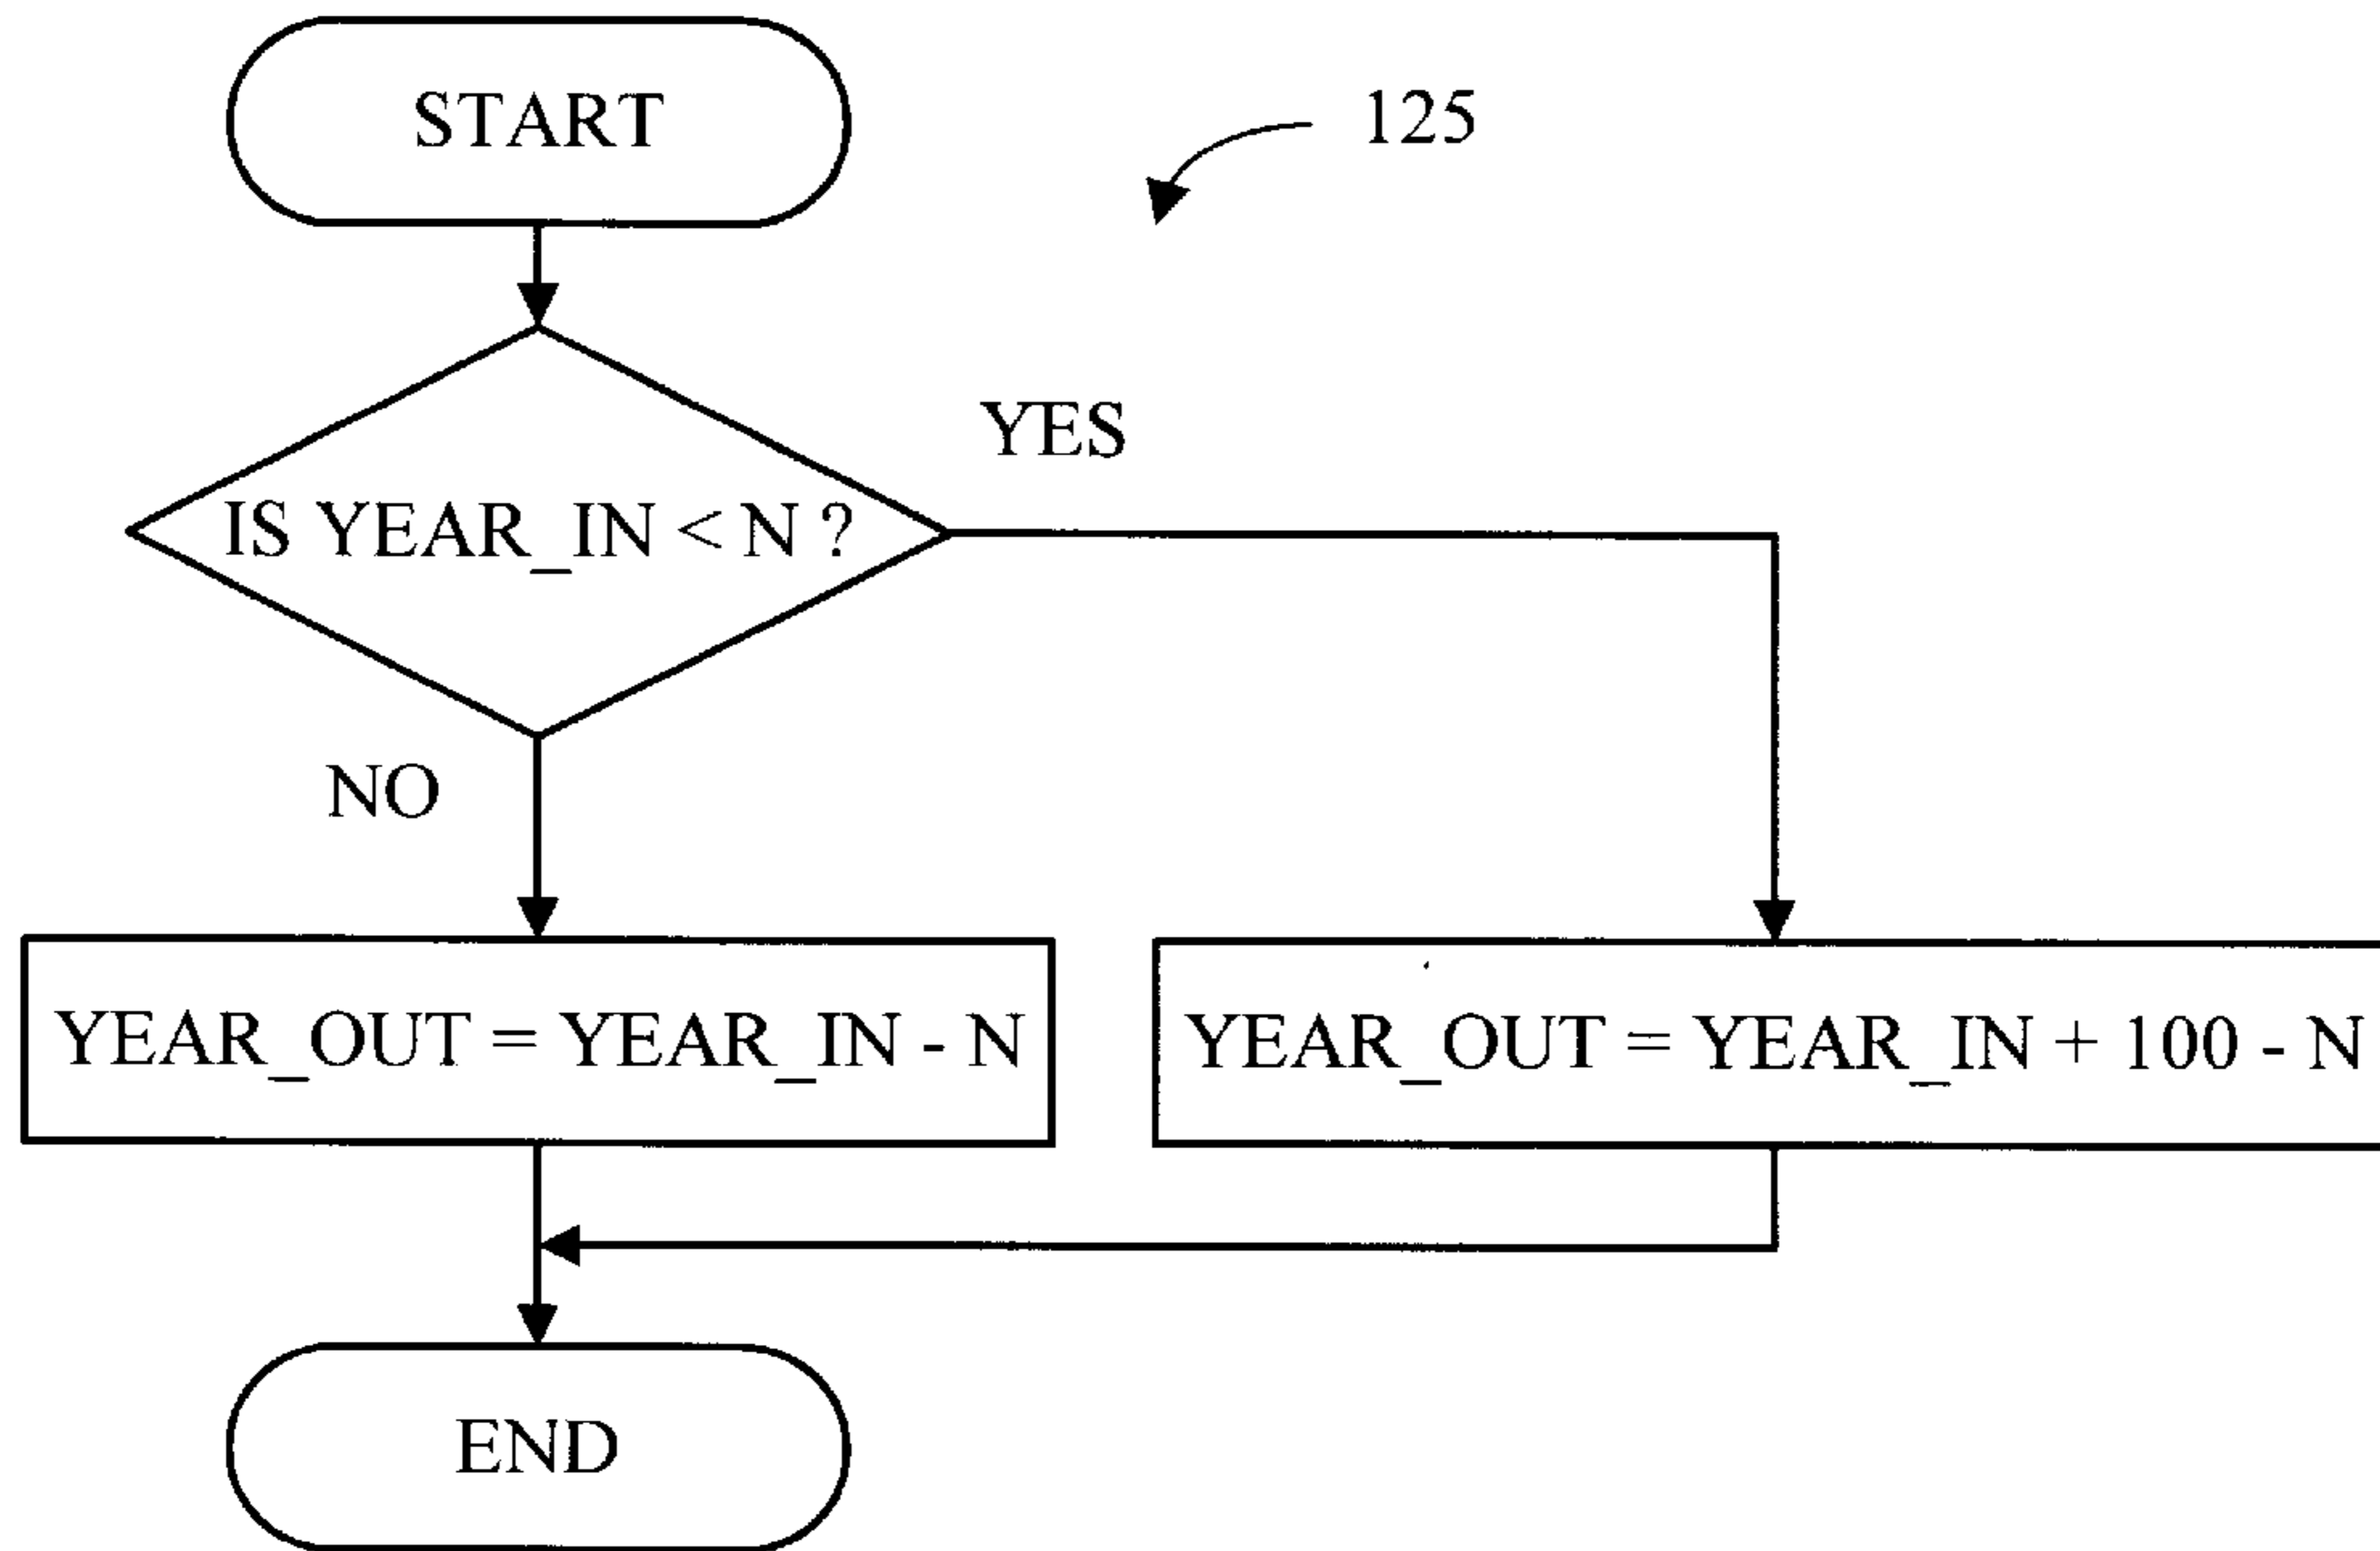 START
125
YES
IS YEAR_IN < N ?
NO
YEAR_OUT = YEAR_IN - N
YEAR_OUT = YEAR_IN + 100 - N
END